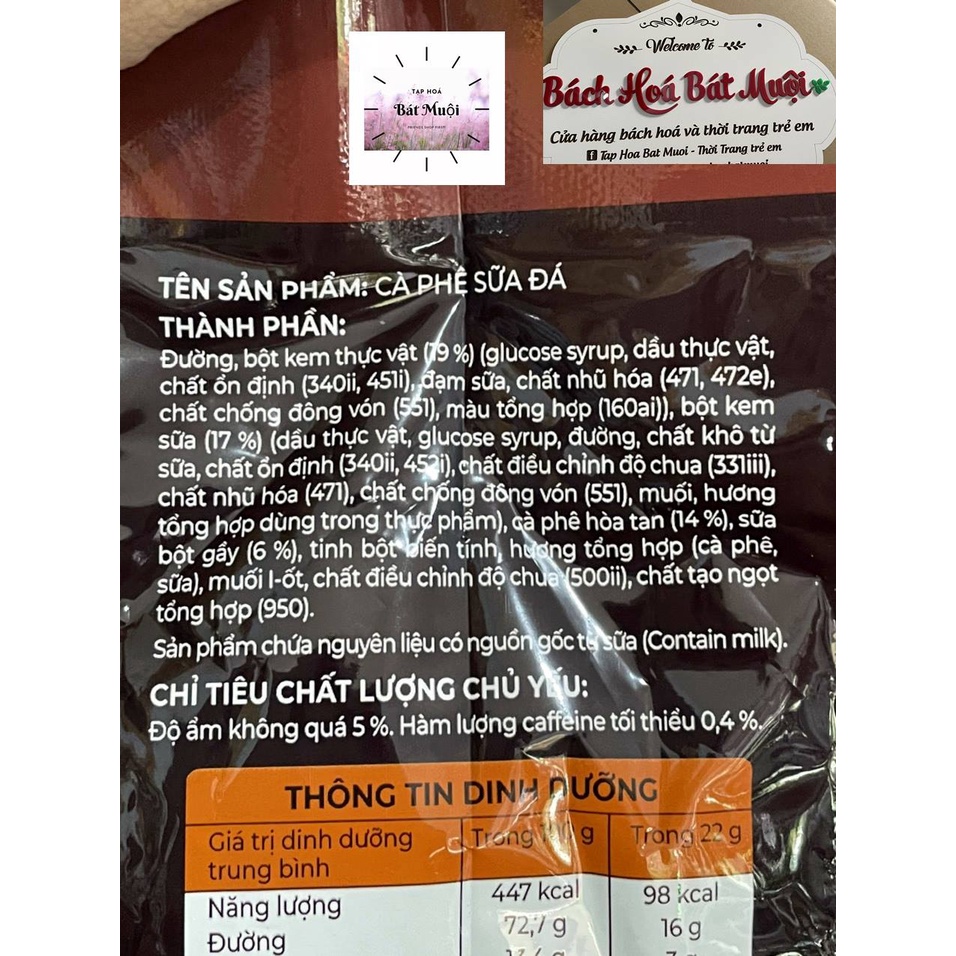 TẠP HOÁ
Bát Muội
Welcome To
Bách Hoá Bát Muội
Cửa hàng bách hoá và thời trang trẻ em
Tap Hoa Bat Muoi - Thời Trang trẻ em
TÊN SẢN PHẨM: CÀ PHÊ SỮA ĐÁ
THÀNH PHẦN:
Đường, bột kem thực vật (19 %) (glucose syrup, dầu thực vật,
chất ổn định (340ii, 451i), đạm sữa, chất nhũ hóa (471, 472e),
chất chống đông vón (551), màu tổng hợp (160ai)), bột kem
sữa (17 %) (dầu thực vật, glucose syrup, đường, chất khô từ
sữa, chất ổn định (340ii, 452i), chất điều chỉnh độ chua (331iii),
chất nhũ hóa (471), chất chống đông vón (551), muối, hương
tổng hợp dùng trong thực phẩm), cà phê hòa tan (14 %), sữa
bột gầy (6 %), tinh bột biến tính, hương tổng hợp (cà phê,
sữa), muối I-ốt, chất điều chỉnh độ chua (500ii), chất tạo ngọt
tổng hợp (950).
Sản phẩm chứa nguyên liệu có nguồn gốc từ sữa (Contain milk).
CHỈ TIÊU CHẤT LƯỢNG CHỦ YẾU:
Độ ẩm không quá 5 %. Hàm lượng caffeine tối thiểu 0,4 %.
THÔNG TIN DINH DƯỠNG
Giá trị dinh dưỡng trung bình Trong 100 g Trong 22 g
Năng lượng 447 kcal 98 kcal
Đường 72,7 g 16 g